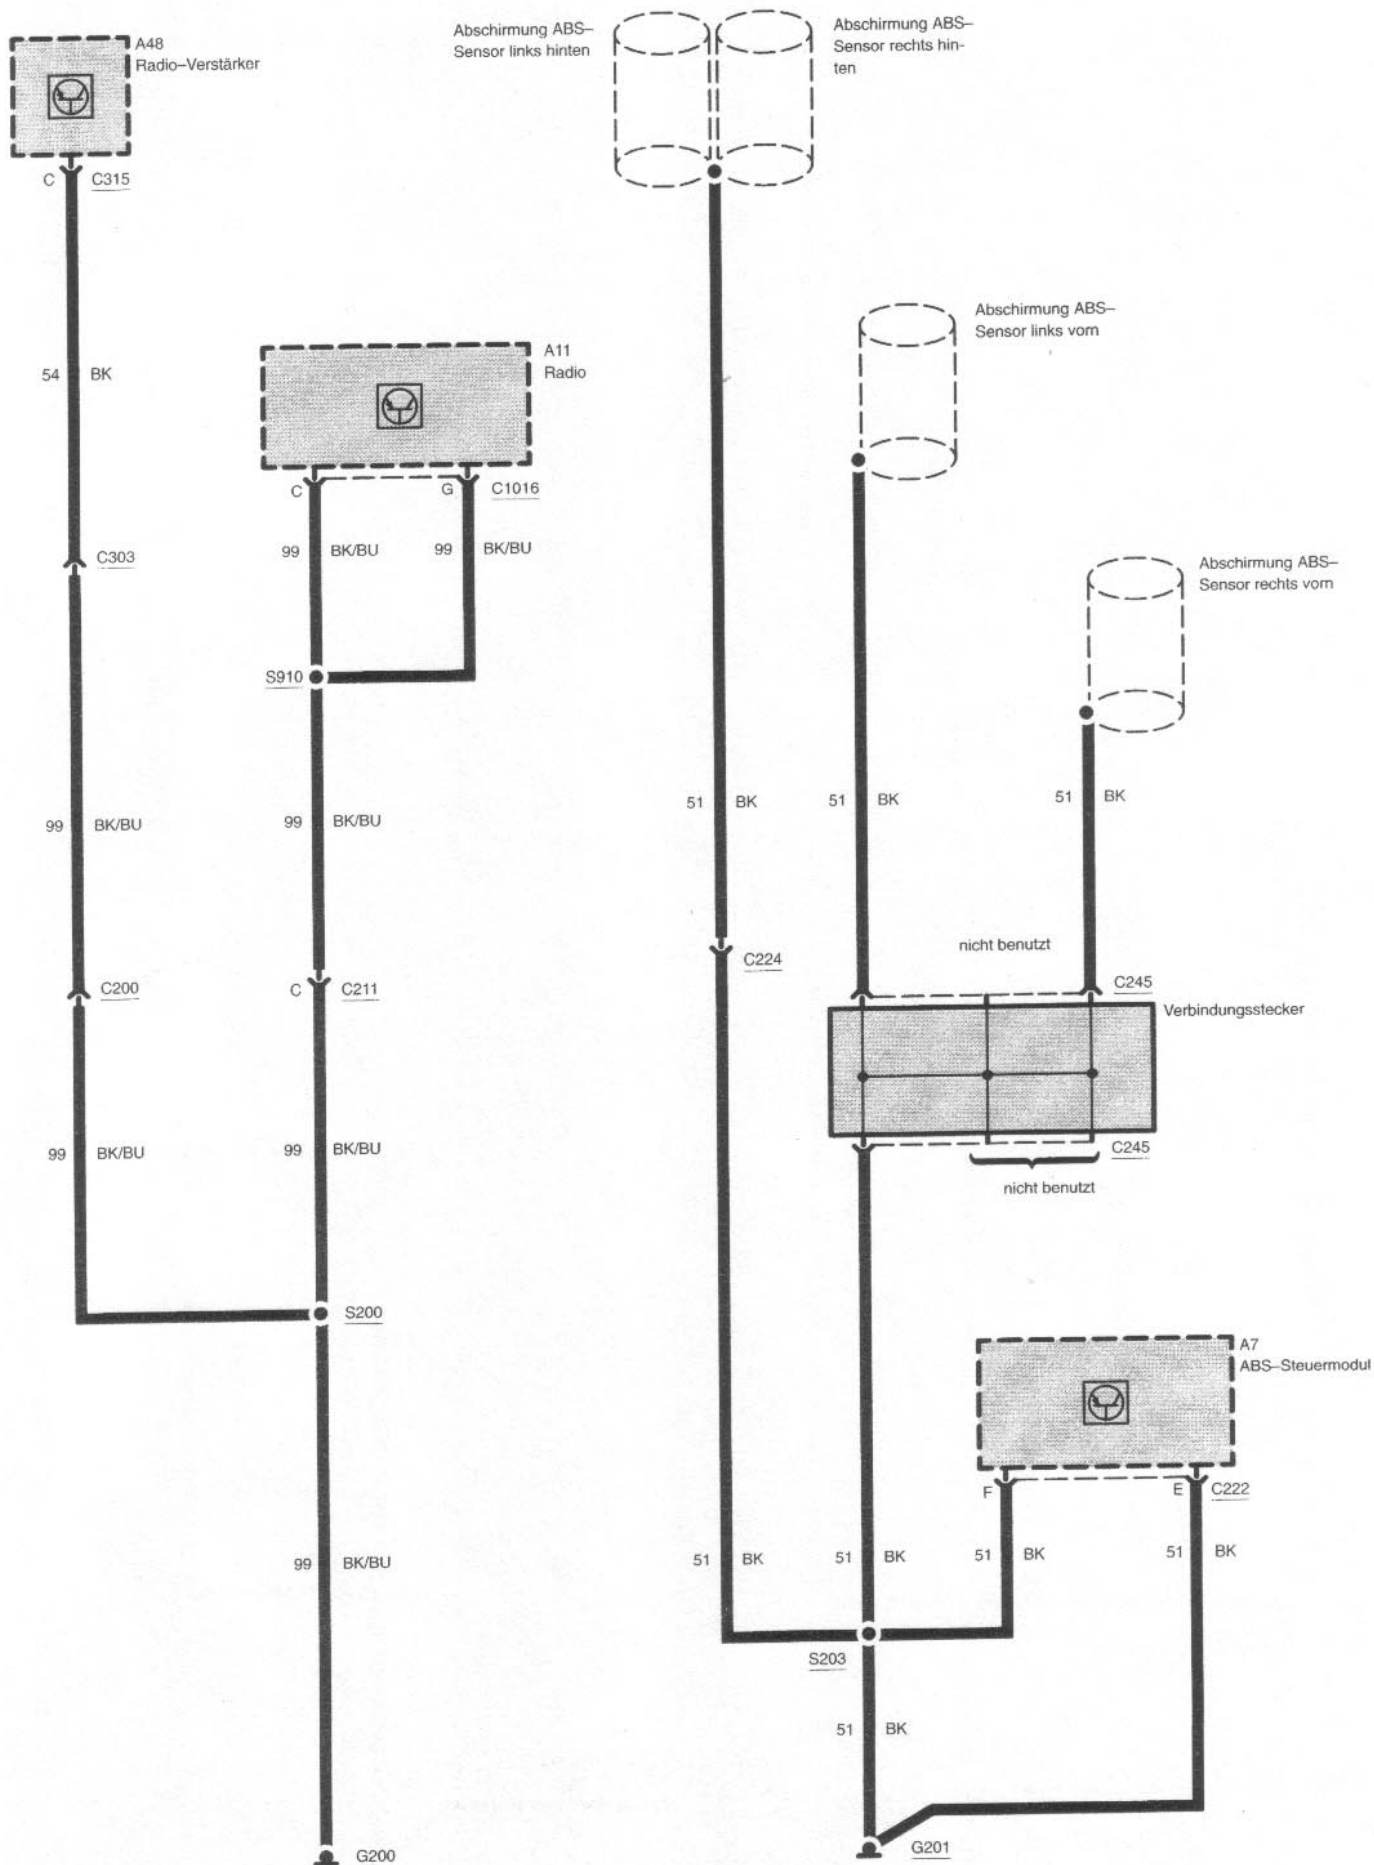 Abschirmung ABS–
Sensor links hinten
Abschirmung ABS–
Sensor rechts hin–
ten
A48
Radio–Verstärker
C C315
Abschirmung ABS–
Sensor links vorn
A11
Radio
54 BK
C G C1016
99 BK/BU 99 BK/BU
C303
Abschirmung ABS–
Sensor rechts vorn
S910
51 BK 51 BK 51 BK
99 BK/BU 99 BK/BU
nicht benutzt
C224
C200 C C211 C245
Verbindungsstecker
99 BK/BU 99 BK/BU C245
nicht benutzt
S200
A7
ABS–Steuermodul
F E C222
99 BK/BU 51 BK 51 BK 51 BK 51 BK
S203
51 BK
G200 G201